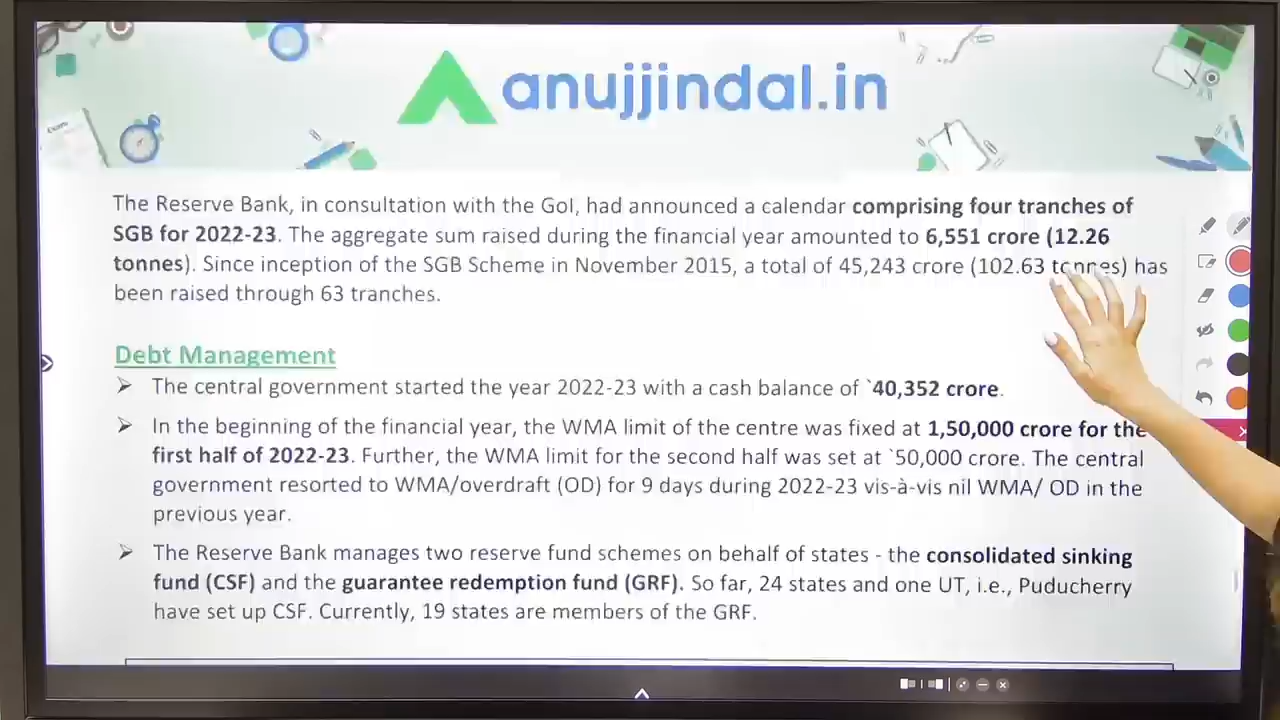 anujjindal.in
The Reserve Bank, in consultation with the GoI, had announced a calendar comprising four tranches of
SGB for 2022-23. The aggregate sum raised during the financial year amounted to 6,551 crore (12.26
tonnes). Since inception of the SGB Scheme in November 2015, a total of 45,243 crore (102.63 tonnes) has
been raised through 63 tranches.
Debt Management
➢ The central government started the year 2022-23 with a cash balance of `40,352 crore.
➢ In the beginning of the financial year, the WMA limit of the centre was fixed at 1,50,000 crore for the
first half of 2022-23. Further, the WMA limit for the second half was set at `50,000 crore. The central
government resorted to WMA/overdraft (OD) for 9 days during 2022-23 vis-à-vis nil WMA/ OD in the
previous year.
➢ The Reserve Bank manages two reserve fund schemes on behalf of states - the consolidated sinking
fund (CSF) and the guarantee redemption fund (GRF). So far, 24 states and one UT, i.e., Puducherry
have set up CSF. Currently, 19 states are members of the GRF.